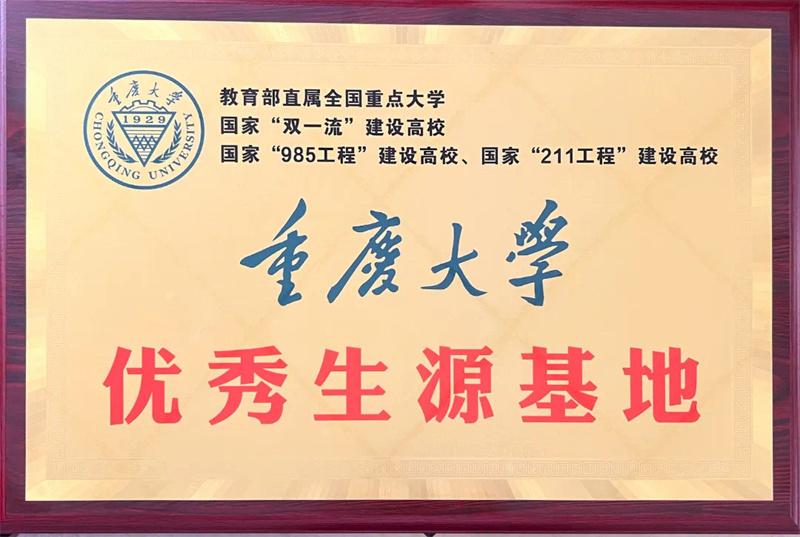 重慶大學
1929
CHONGQING UNIVERSITY
教育部直属全国重点大学
国家“双一流”建设高校
国家“985工程”建设高校、国家“211工程”建设高校
重慶大學
优秀生源基地